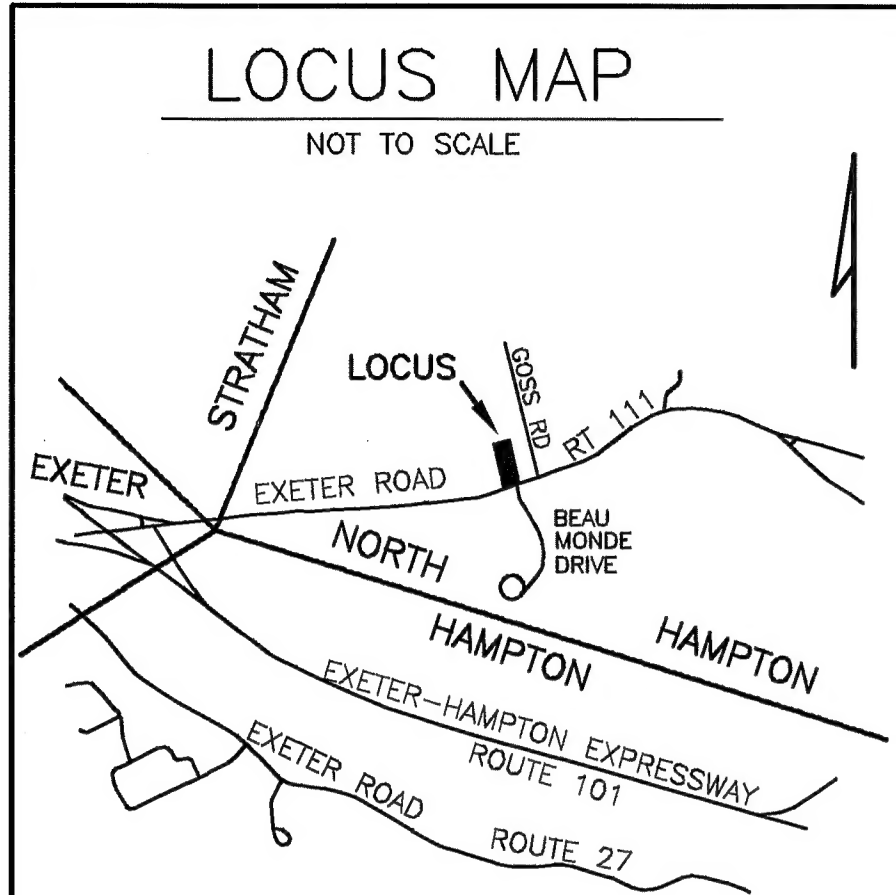 LOCUS MAP
NOT TO SCALE
STRATHAM
LOCUS
GOSS RD
RT 111
EXETER
EXETER ROAD
BEAU
MONDE
DRIVE
NORTH
HAMPTON
HAMPTON
EXETER-HAMPTON EXPRESSWAY
ROUTE 101
EXETER ROAD
ROUTE 27